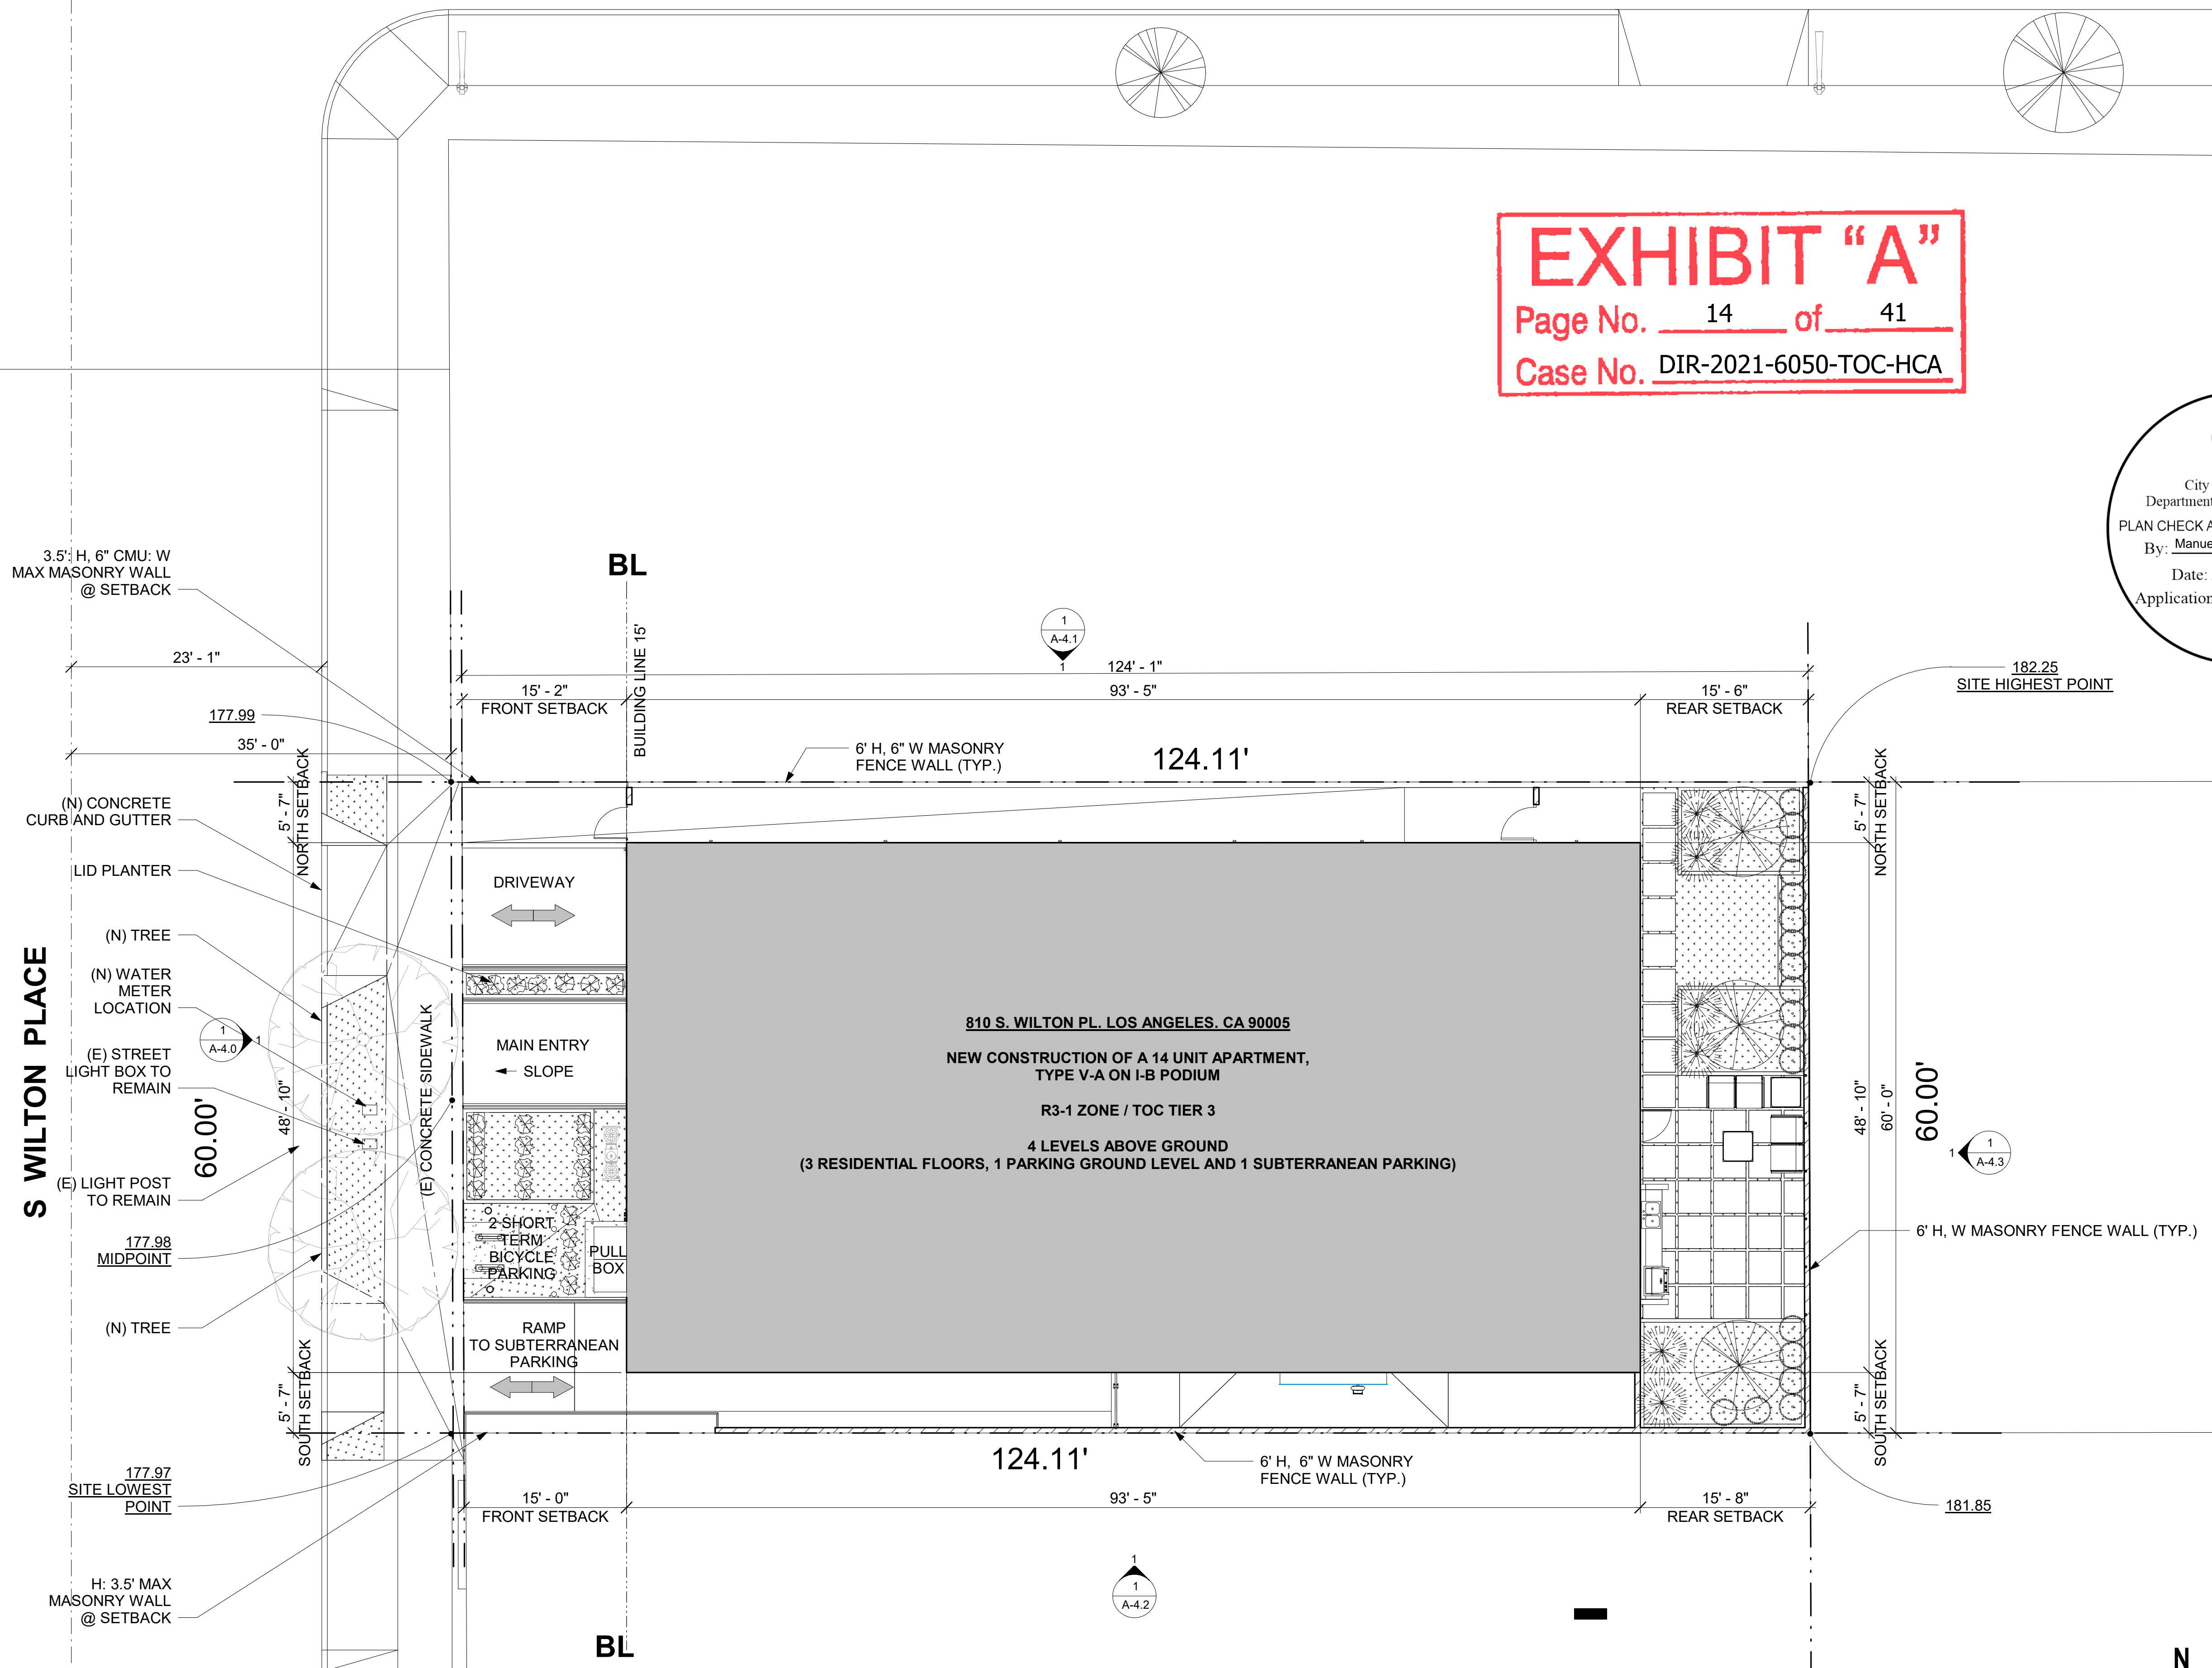 EXHIBIT “A”
Page No. 14 of 41
Case No. DIR-2021-6050-TOC-HCA
City
Department
PLAN CHECK
By: Manue
Date:
Application
3.5': H, 6" CMU: W
MAX MASONRY WALL
@ SETBACK
BL
BUILDING LINE 15'
1
A-4.1
1
23' - 1"
124' - 1"
182.25
SITE HIGHEST POINT
15' - 2"
FRONT SETBACK
93' - 5"
15' - 6"
REAR SETBACK
177.99
35' - 0"
6' H, 6" W MASONRY
FENCE WALL (TYP.)
124.11'
5' - 7"
NORTH SETBACK
5' - 7"
NORTH SETBACK
(N) CONCRETE
CURB AND GUTTER
LID PLANTER
DRIVEWAY
(N) TREE
(N) WATER
METER
LOCATION
S WILTON PLACE
1
A-4.0
1
(E) STREET
LIGHT BOX TO
REMAIN
60.00'
48' - 10"
(E) CONCRETE SIDEWALK
MAIN ENTRY
SLOPE
810 S. WILTON PL. LOS ANGELES. CA 90005
NEW CONSTRUCTION OF A 14 UNIT APARTMENT,
TYPE V-A ON I-B PODIUM
R3-1 ZONE / TOC TIER 3
4 LEVELS ABOVE GROUND
(3 RESIDENTIAL FLOORS, 1 PARKING GROUND LEVEL AND 1 SUBTERRANEAN PARKING)
48' - 10"
60' - 0"
60.00'
1
1
A-4.3
(E) LIGHT POST
TO REMAIN
177.98
MIDPOINT
2 SHORT
TERM
BICYCLE
PARKING
PULL
BOX
6' H, W MASONRY FENCE WALL (TYP.)
(N) TREE
RAMP
TO SUBTERRANEAN
PARKING
5' - 7"
SOUTH SETBACK
5' - 7"
SOUTH SETBACK
124.11'
6' H, 6" W MASONRY
FENCE WALL (TYP.)
177.97
SITE LOWEST
POINT
15' - 0"
FRONT SETBACK
93' - 5"
15' - 8"
REAR SETBACK
181.85
H: 3.5' MAX
MASONRY WALL
@ SETBACK
1
1
A-4.2
BL
N